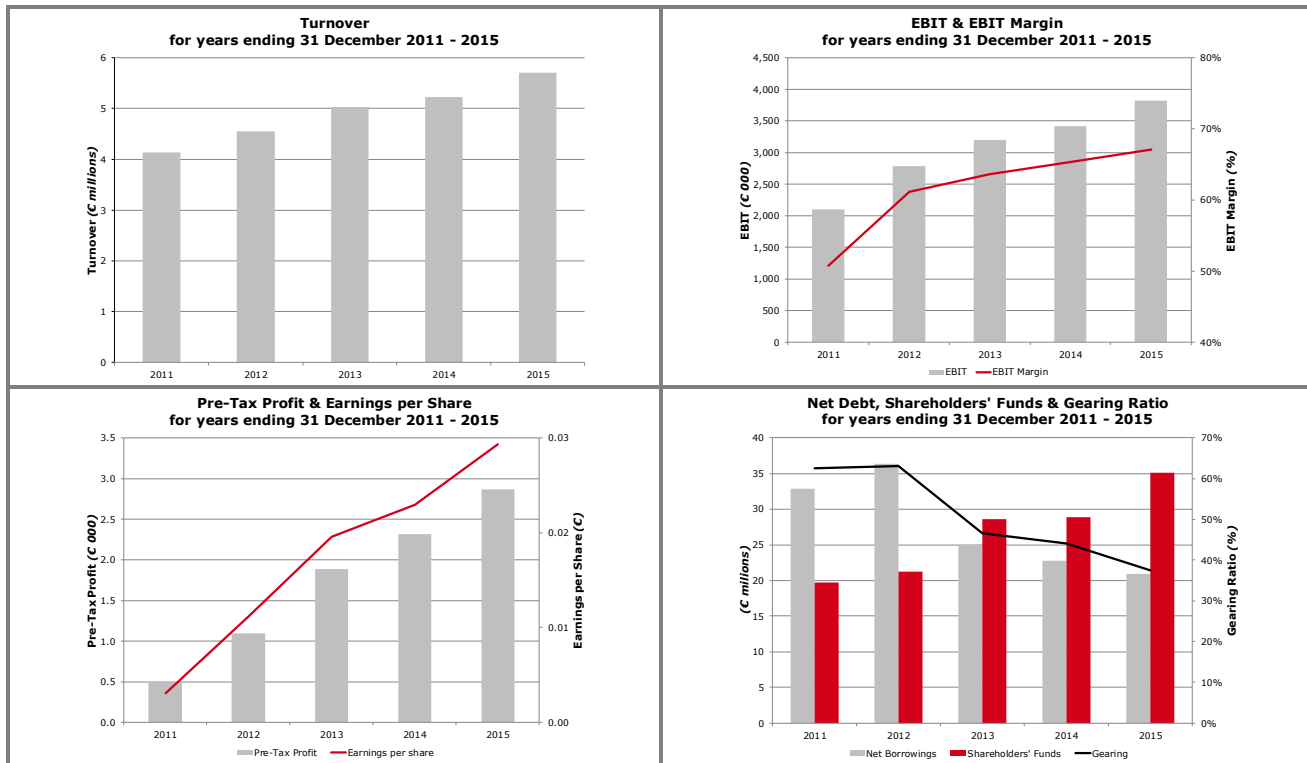 Turnover
for years ending 31 December 2011 - 2015
6
5
4
3
2
1
0
Turnover (€ millions)
2011 2012 2013 2014 2015
EBIT & EBIT Margin
for years ending 31 December 2011 - 2015
4,500
4,000
3,500
3,000
2,500
2,000
1,500
1,000
500
0
EBIT (€ 000)
80%
70%
60%
50%
40%
EBIT Margin (%)
2011 2012 2013 2014 2015
EBIT EBIT Margin
Pre-Tax Profit & Earnings per Share
for years ending 31 December 2011 - 2015
3.5
3.0
2.5
2.0
1.5
1.0
0.5
0.0
Pre-Tax Profit (€ 000)
0.03
0.02
0.01
0.00
Earnings per Share (€)
2011 2012 2013 2014 2015
Pre-Tax Profit Earnings per share
Net Debt, Shareholders' Funds & Gearing Ratio
for years ending 31 December 2011 - 2015
40
35
30
25
20
15
10
5
0
(€ milions)
70%
60%
50%
40%
30%
20%
10%
0%
Gearing Ratio (%)
2011 2012 2013 2014 2015
Net Borrowings Shareholders' Funds Gearing